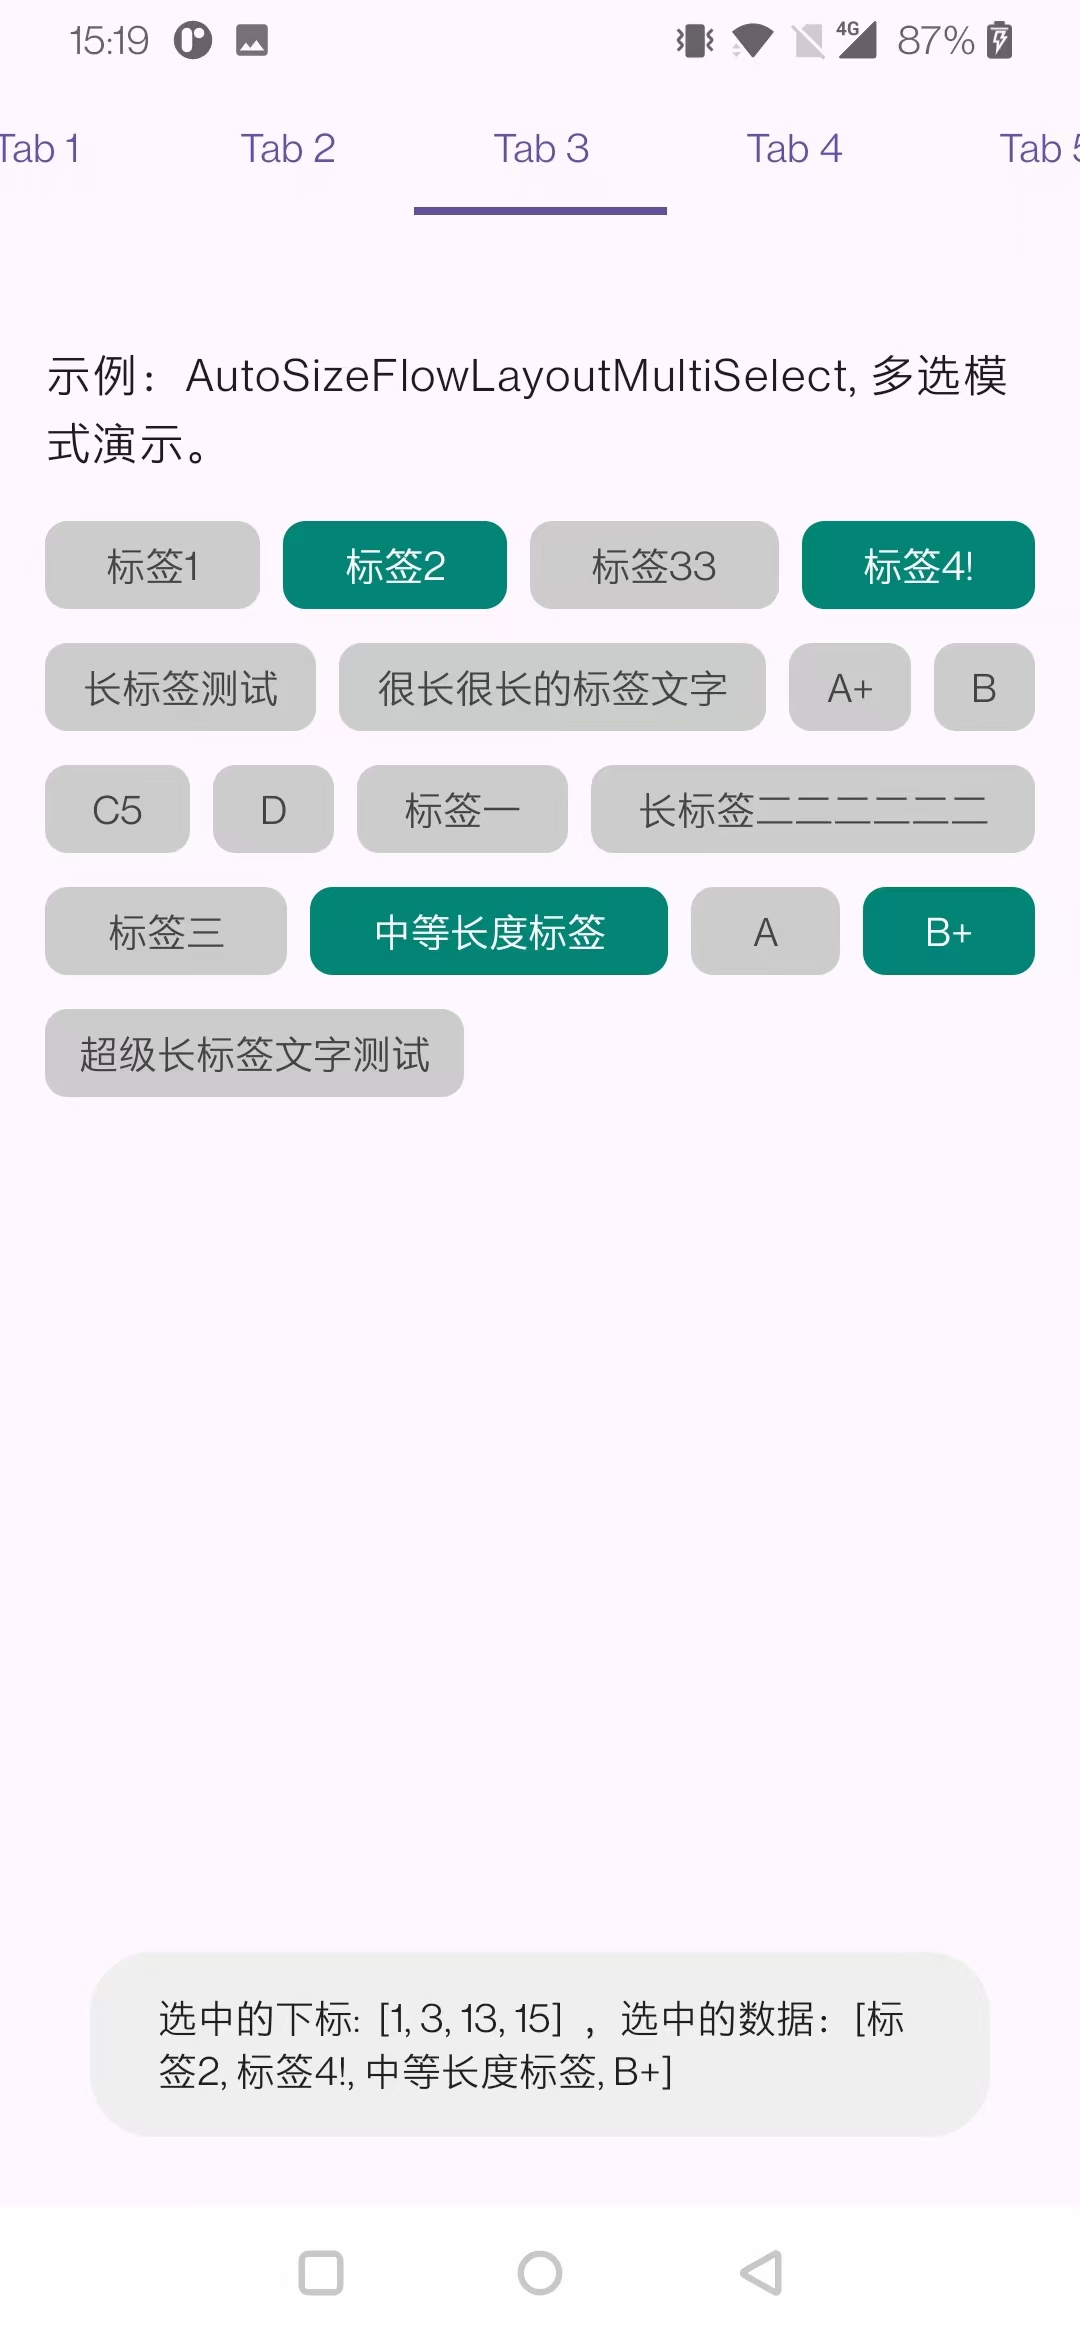 15:19 4G 87%
Tab 1 Tab 2 Tab 3 Tab 4 Tab 5
示例：AutoSizeFlowLayoutMultiSelect, 多选模
式演示。
标签1 标签2 标签33 标签4!
长标签测试 很长很长的标签文字 A+ B
C5 D 标签一 长标签二二二二二二
标签三 中等长度标签 A B+
超级长标签文字测试
选中的下标: [1, 3, 13, 15] ，选中的数据：[标
签2, 标签4!, 中等长度标签, B+]